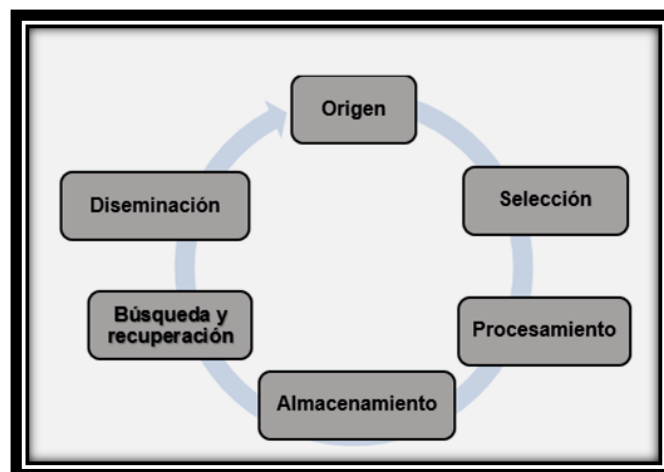 Origen
Selección
Procesamiento
Almacenamiento
Búsqueda y
recuperación
Diseminación